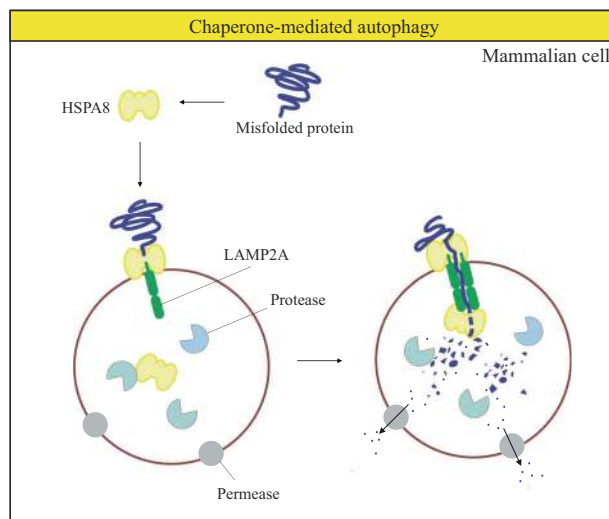 Chaperone-mediated autophagy
Mammalian cell
HSPA8
Misfolded protein
LAMP2A
Protease
Permease